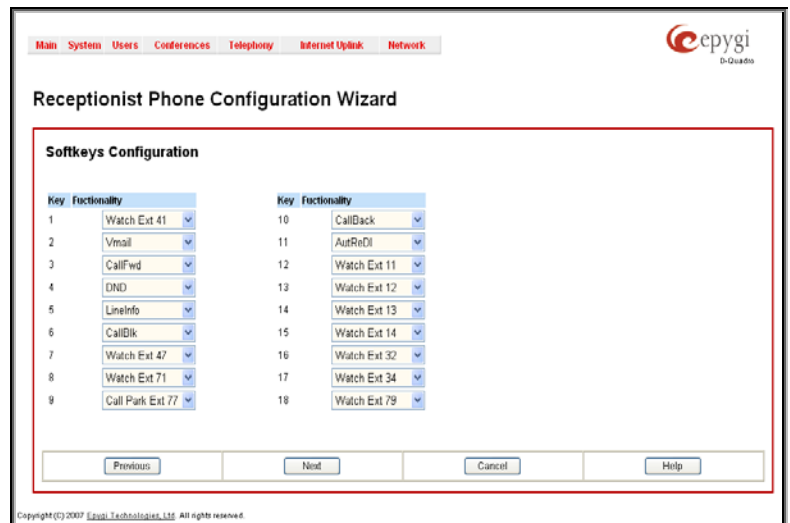 Main System Users Conferences Telephony Internet Uplink Network
epygi
D-Quadro
Receptionist Phone Configuration Wizard
Softkeys Configuration
Key Fuctionality Key Fuctionality
1 Watch Ext 41 10 CallBack
2 Vmail 11 AutReDl
3 CallFwd 12 Watch Ext 11
4 DND 13 Watch Ext 12
5 LineInfo 14 Watch Ext 13
6 CallBlk 15 Watch Ext 14
7 Watch Ext 47 16 Watch Ext 32
8 Watch Ext 71 17 Watch Ext 34
9 Call Park Ext 77 18 Watch Ext 79
Previous Next Cancel Help
Copyright (C) 2007 Epygi Technologies, Ltd. All rights reserved.